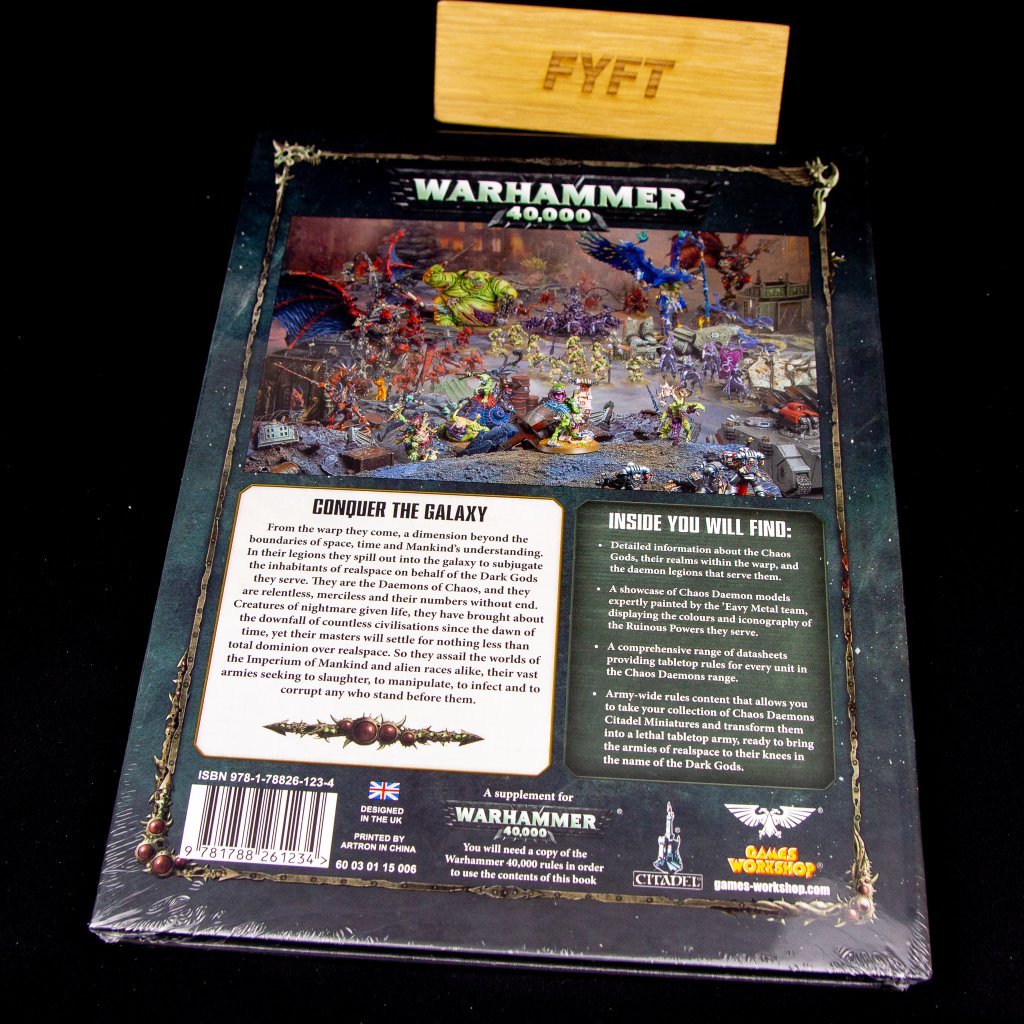 FYFT
WARHAMMER
40,000
CONQUER THE GALAXY
From the warp they come, a dimension beyond the
boundaries of space, time and Mankind's understanding.
In their legions they spill out into the galaxy to subjugate
the inhabitants of realspace on behalf of the Dark Gods
they serve. They are the Daemons of Chaos, and they
are relentless, merciless and their numbers without end.
Creatures of nightmare given life, they have brought about
the downfall of countless civilisations since the dawn of
time, yet their masters will settle for nothing less than
total dominion over realspace. So they assail the worlds of
the Imperium of Mankind and alien races alike, their vast
armies seeking to slaughter, to manipulate, to infect and to
corrupt any who stand before them.
INSIDE YOU WILL FIND:
• Detailed information about the Chaos
Gods, their realms within the warp, and
the daemon legions that serve them.
• A showcase of Chaos Daemon models
expertly painted by the 'Eavy Metal team,
displaying the colours and iconography of
the Ruinous Powers they serve.
• A comprehensive range of datasheets
providing tabletop rules for every unit in
the Chaos Daemons range.
• Army-wide rules content that allows you
to take your collection of Chaos Daemons
Citadel Miniatures and transform them
into a lethal tabletop army, ready to bring
the armies of realspace to their knees in
the name of the Dark Gods.
ISBN 978-1-78826-123-4
9 781788 261234 >
DESIGNED
IN THE UK
PRINTED BY
ARTRON IN CHINA
60 03 01 15 006
A supplement for
WARHAMMER®
40,000
You will need a copy of the
Warhammer 40,000 rules in order
to use the contents of this book
CITADEL®
GAMES
WORKSHOP®
games-workshop.com